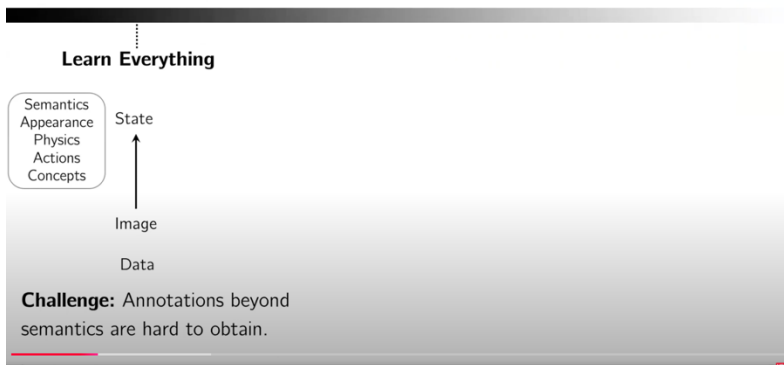 Learn Everything
Semantics
Appearance
Physics
Actions
Concepts
State
Image
Data
Challenge: Annotations beyond
semantics are hard to obtain.